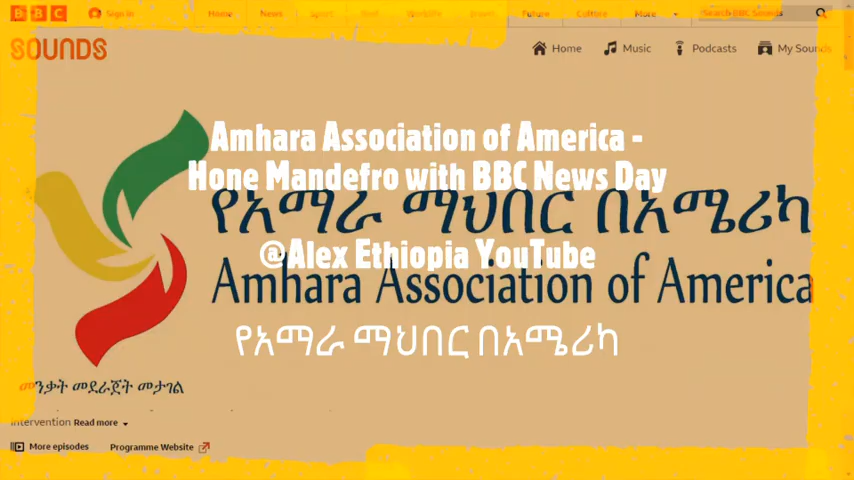 BBC Sign in Home News Sport Reel Worklife Travel Future Culture More Search BBC Sounds
SOUNDS Home Music Podcasts My Sounds
Amhara Association of America -
Hone Mandefro with BBC News Day
የአማራ ማህበር በአሜሪካ
@Alex Ethiopia YouTube
Amhara Association of America
የአማራ ማህበር በአሜሪካ
መንቃት መደራጀት መታገል
intervention Read more
More episodes Programme Website